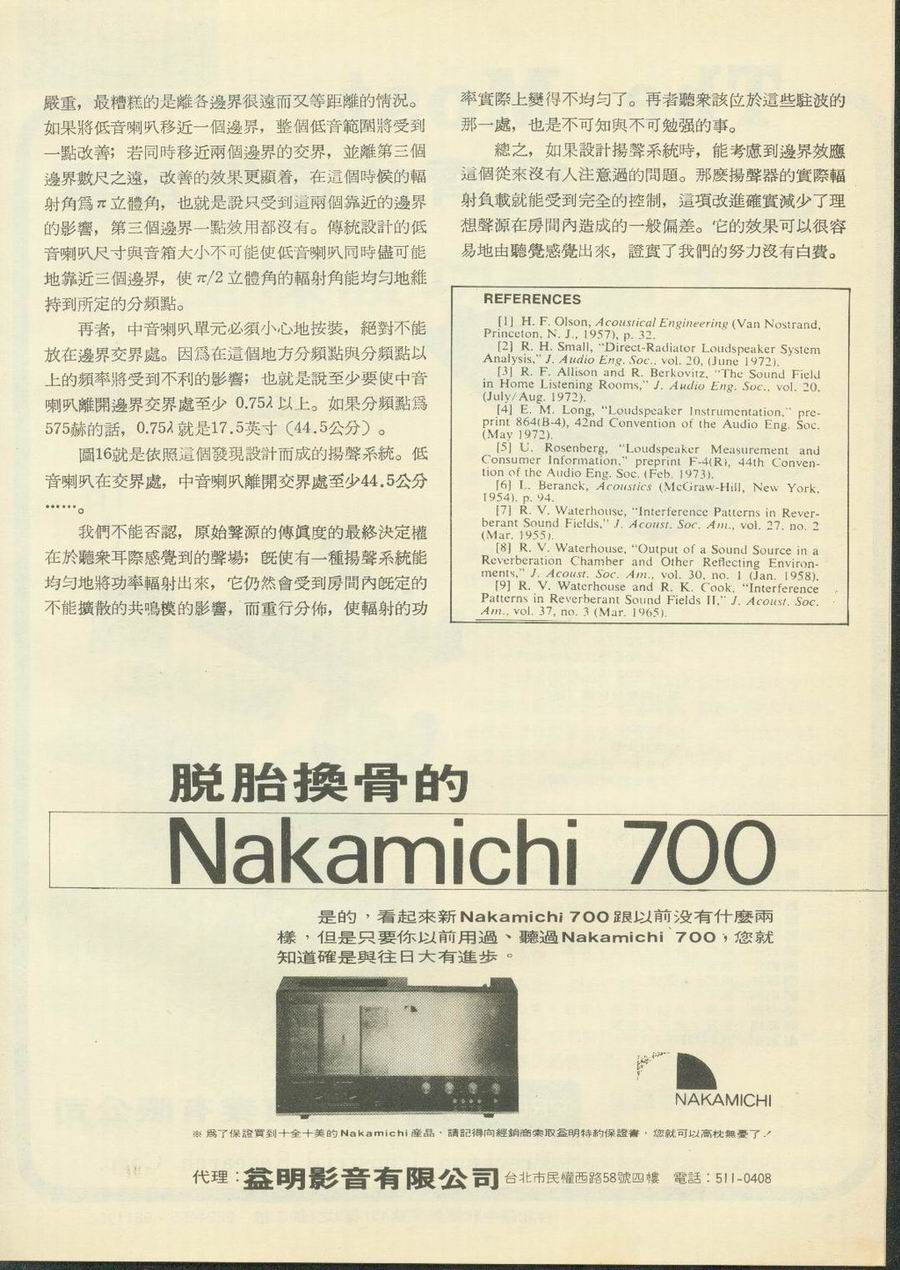 嚴重，最糟糕的是離各邊界很遠而又等距離的情況。
如果將低音喇叭移近一個邊界，整個低音範圍將受到
一點改善；若同時移近兩個邊界的交界，並離第三個
邊界數尺之遠，改善的效果更顯着，在這個時候的輻
射角爲π立體角，也就是說只受到這兩個靠近的邊界
的影響，第三個邊界一點效用都沒有。傳統設計的低
音喇叭尺寸與音箱大小不可能使低音喇叭同時儘可能
地靠近三個邊界，使π/2立體角的輻射角能均勻地維
持到所定的分頻點。
再者，中音喇叭單元必須小心地按裝，絕對不能
放在邊界交界處。因爲在這個地方分頻點與分頻點以
上的頻率將受到不利的影響；也就是說至少要使中音
喇叭離開邊界交界處至少 0.75λ以上。如果分頻點爲
575赫的話，0.75λ就是17.5英寸（44.5公分）。
圖16就是依照這個發現設計而成的揚聲系統。低
音喇叭在交界處，中音喇叭離開交界處至少44.5公分
……。
我們不能否認，原始聲源的傳眞度的最終決定權
在於聽衆耳際感覺到的聲場；旣使有一種揚聲系統能
均勻地將功率輻射出來，它仍然會受到房間內旣定的
不能擴散的共鳴模的影響，而重行分佈，使輻射的功
率實際上變得不均勻了。再者聽衆該位於這些駐波的
那一處，也是不可知與不可勉强的事。
總之，如果設計揚聲系統時，能考慮到邊界效應
這個從來沒有人注意過的問題。那麽揚聲器的實際輻
射負載就能受到完全的控制，這項改進確實減少了理
想聲源在房間內造成的一般偏差。它的效果可以很容
易地由聽覺感覺出來，證實了我們的努力沒有白費。
REFERENCES
[1] H. F. Olson, Acoustical Engineering (Van Nostrand,
Princeton, N. J., 1957), p. 32.
[2] R. H. Small, "Direct-Radiator Loudspeaker System
Analysis," J. Audio Eng. Soc., vol. 20, (June 1972).
[3] R. F. Allison and R. Berkovitz, "The Sound Field
in Home Listening Rooms," J. Audio Eng. Soc., vol. 20,
(July/Aug. 1972).
[4] E. M. Long, "Loudspeaker Instrumentation," pre-
print 864(B-4), 42nd Convention of the Audio Eng. Soc.
(May 1972).
[5] U. Rosenberg, "Loudspeaker Measurement and
Consumer Information," preprint F-4(R), 44th Conven-
tion of the Audio Eng. Soc. (Feb. 1973).
[6] L. Beranek, Acoustics (McGraw-Hill, New York,
1954), p. 94.
[7] R. V. Waterhouse, "Interference Patterns in Rever-
berant Sound Fields," J. Acoust. Soc. Am., vol. 27, no. 2
(Mar. 1955).
[8] R. V. Waterhouse, "Output of a Sound Source in a
Reverberation Chamber and Other Reflecting Environ-
ments," J. Acoust. Soc. Am., vol. 30, no. 1 (Jan. 1958).
[9] R. V. Waterhouse and R. K. Cook, "Interference
Patterns in Reverberant Sound Fields II," J. Acoust. Soc.
Am., vol. 37, no. 3 (Mar. 1965).
脱胎換骨的
Nakamichi 700
是的，看起來新Nakamichi 700跟以前没有什麼兩
樣，但是只要你以前用過、聽過Nakamichi 700，您就
知道確是與往日大有進步。
NAKAMICHI
※ 爲了保證買到十全十美的Nakamichi產品，請記得向經銷商索取益明特約保證書，您就可以高枕無憂了！
代理：益明影音有限公司 台北市民權西路58號四樓 電話：511-0408